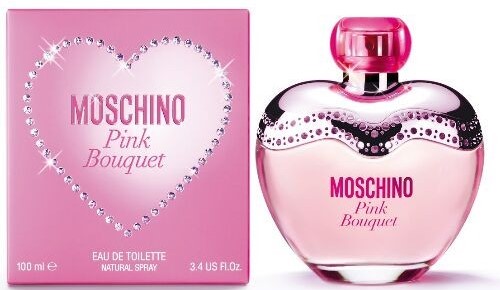 MOSCHINO
Pink
Bouquet
EAU DE TOILETTE
100 ml ℮ NATURAL SPRAY 3.4 US Fl.Oz.
MOSCHINO
Pink
Bouquet